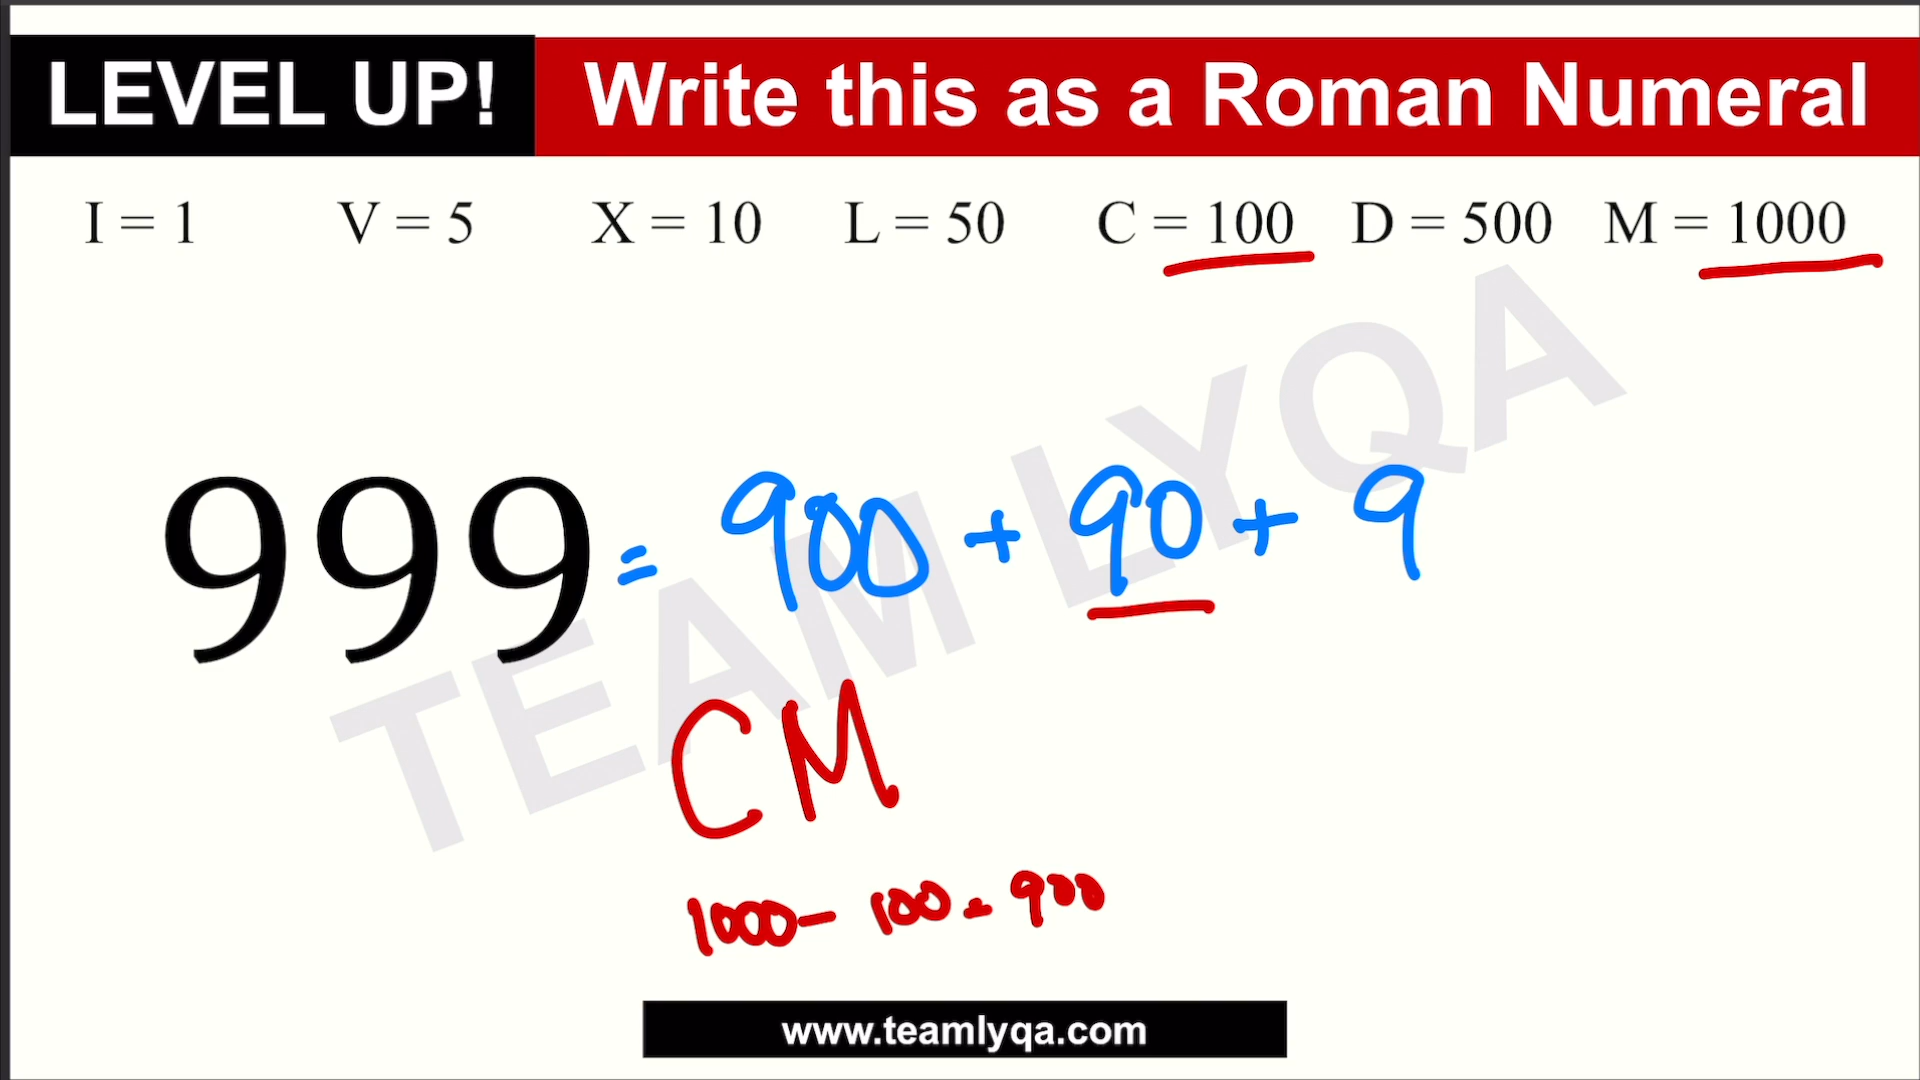 LEVEL UP! Write this as a Roman Numeral
I = 1 V = 5 X = 10 L = 50 C = 100 D = 500 M = 1000
TEAM LYQA
999 = 900 + 90 + 9
CM
1000 - 100 = 900
www.teamlyqa.com